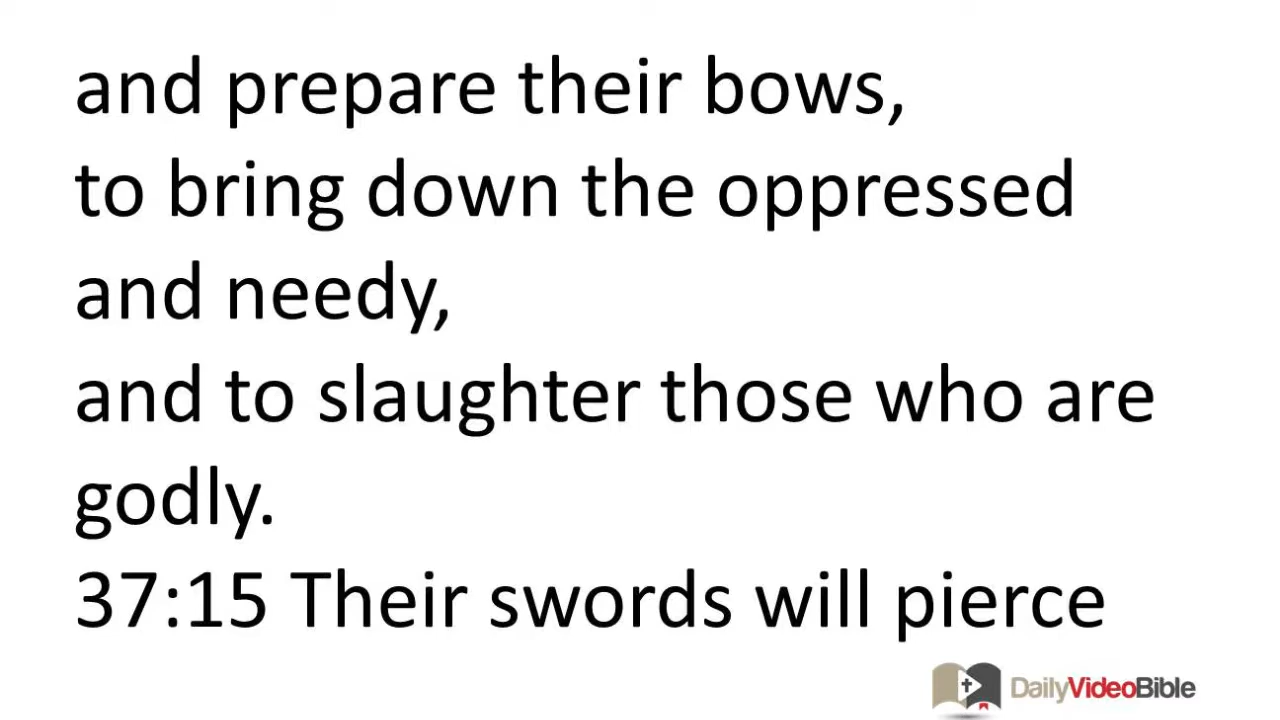 and prepare their bows,
to bring down the oppressed
and needy,
and to slaughter those who are
godly.
37:15 Their swords will pierce
DailyVideoBible